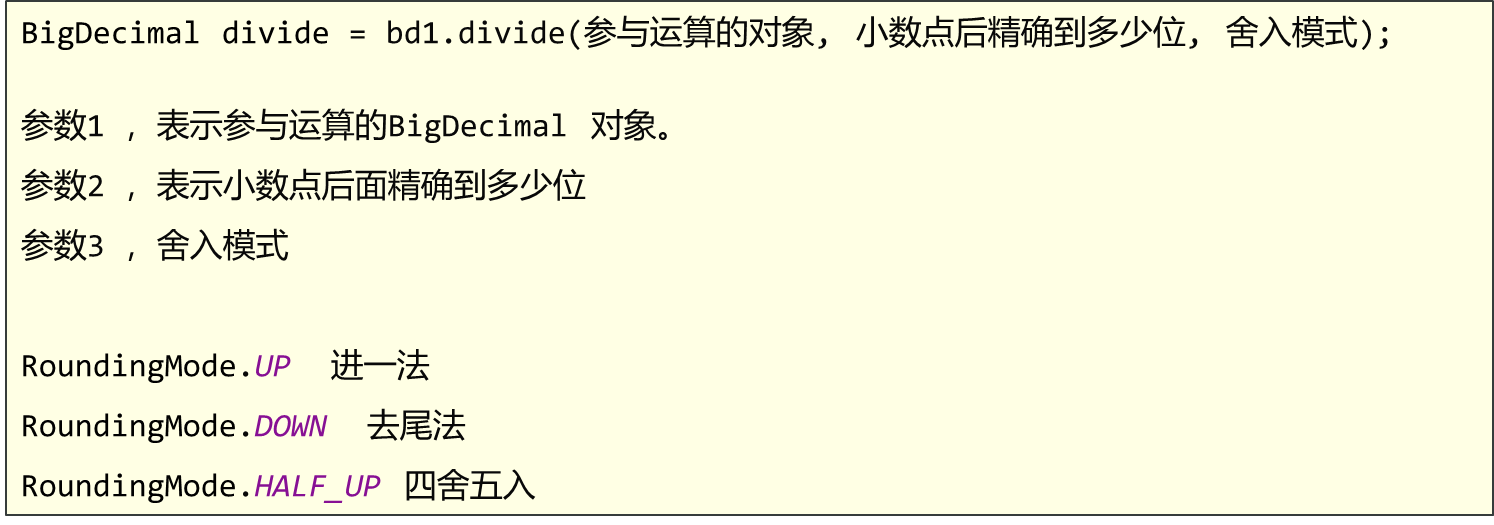 BigDecimal divide = bd1.divide(参与运算的对象, 小数点后精确到多少位, 舍入模式);
参数1 , 表示参与运算的BigDecimal 对象。
参数2 , 表示小数点后面精确到多少位
参数3 , 舍入模式
RoundingMode.UP 进一法
RoundingMode.DOWN 去尾法
RoundingMode.HALF_UP 四舍五入